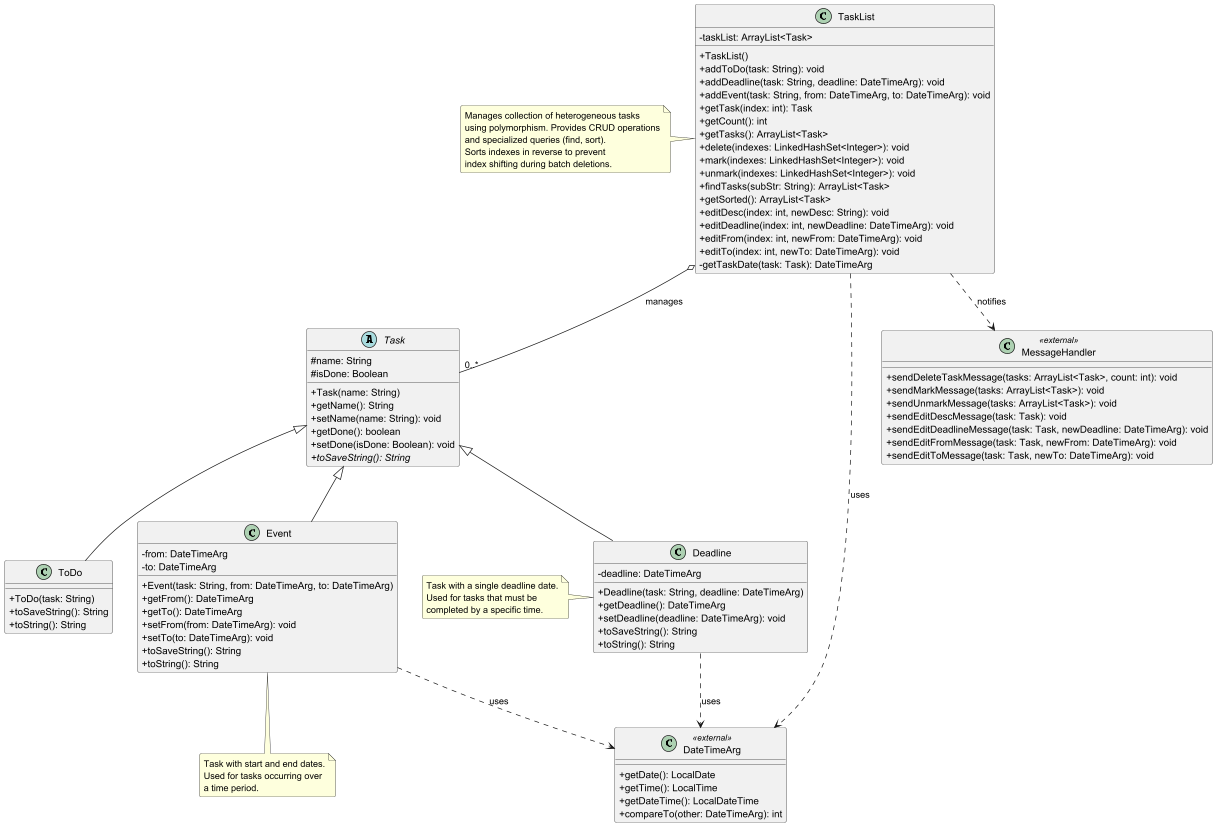 C TaskList
-taskList: ArrayList<Task>
+TaskList()
+addToDo(task: String): void
+addDeadline(task: String, deadline: DateTimeArg): void
+addEvent(task: String, from: DateTimeArg, to: DateTimeArg): void
+getTask(index: int): Task
+getCount(): int
+getTasks(): ArrayList<Task>
+delete(indexes: LinkedHashSet<Integer>): void
+mark(indexes: LinkedHashSet<Integer>): void
+unmark(indexes: LinkedHashSet<Integer>): void
+findTasks(subStr: String): ArrayList<Task>
+getSorted(): ArrayList<Task>
+editDesc(index: int, newDesc: String): void
+editDeadline(index: int, newDeadline: DateTimeArg): void
+editFrom(index: int, newFrom: DateTimeArg): void
+editTo(index: int, newTo: DateTimeArg): void
-getTaskDate(task: Task): DateTimeArg
Manages collection of heterogeneous tasks
using polymorphism. Provides CRUD operations
and specialized queries (find, sort).
Sorts indexes in reverse to prevent
index shifting during batch deletions.
manages
notifies
0..*
A Task
#name: String
#isDone: Boolean
+Task(name: String)
+getName(): String
+setName(name: String): void
+getDone(): boolean
+setDone(isDone: Boolean): void
+toSaveString(): String
C «external»
MessageHandler
+sendDeleteTaskMessage(tasks: ArrayList<Task>, count: int): void
+sendMarkMessage(tasks: ArrayList<Task>): void
+sendUnmarkMessage(tasks: ArrayList<Task>): void
+sendEditDescMessage(task: Task): void
+sendEditDeadlineMessage(task: Task, newDeadline: DateTimeArg): void
+sendEditFromMessage(task: Task, newFrom: DateTimeArg): void
+sendEditToMessage(task: Task, newTo: DateTimeArg): void
uses
C ToDo
+ToDo(task: String)
+toSaveString(): String
+toString(): String
C Event
-from: DateTimeArg
-to: DateTimeArg
+Event(task: String, from: DateTimeArg, to: DateTimeArg)
+getFrom(): DateTimeArg
+getTo(): DateTimeArg
+setFrom(from: DateTimeArg): void
+setTo(to: DateTimeArg): void
+toSaveString(): String
+toString(): String
Task with a single deadline date.
Used for tasks that must be
completed by a specific time.
C Deadline
-deadline: DateTimeArg
+Deadline(task: String, deadline: DateTimeArg)
+getDeadline(): DateTimeArg
+setDeadline(deadline: DateTimeArg): void
+toSaveString(): String
+toString(): String
uses
uses
Task with start and end dates.
Used for tasks occurring over
a time period.
C «external»
DateTimeArg
+getDate(): LocalDate
+getTime(): LocalTime
+getDateTime(): LocalDateTime
+compareTo(other: DateTimeArg): int